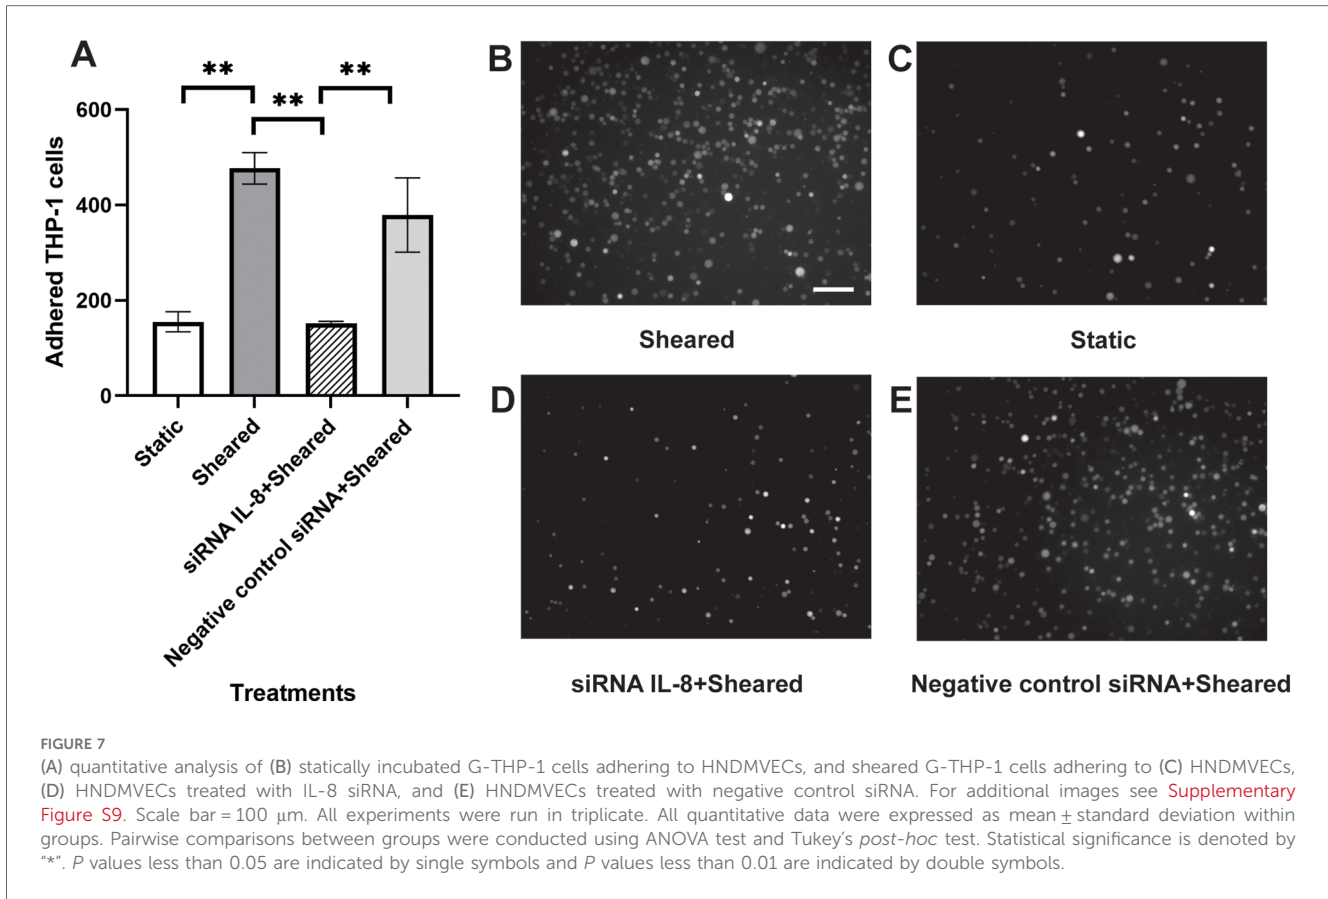 A
**
**
**
600
400
200
0
Adhered THP-1 cells
Static
Sheared
siRNA IL-8+Sheared
Negative control siRNA+Sheared
Treatments
B
Sheared
C
Static
D
siRNA IL-8+Sheared
E
Negative control siRNA+Sheared
FIGURE 7
(A) quantitative analysis of (B) statically incubated G-THP-1 cells adhering to HNDMVECs, and sheared G-THP-1 cells adhering to (C) HNDMVECs,
(D) HNDMVECs treated with IL-8 siRNA, and (E) HNDMVECs treated with negative control siRNA. For additional images see Supplementary
Figure S9. Scale bar = 100 μm. All experiments were run in triplicate. All quantitative data were expressed as mean ± standard deviation within
groups. Pairwise comparisons between groups were conducted using ANOVA test and Tukey's post-hoc test. Statistical significance is denoted by
"*". P values less than 0.05 are indicated by single symbols and P values less than 0.01 are indicated by double symbols.